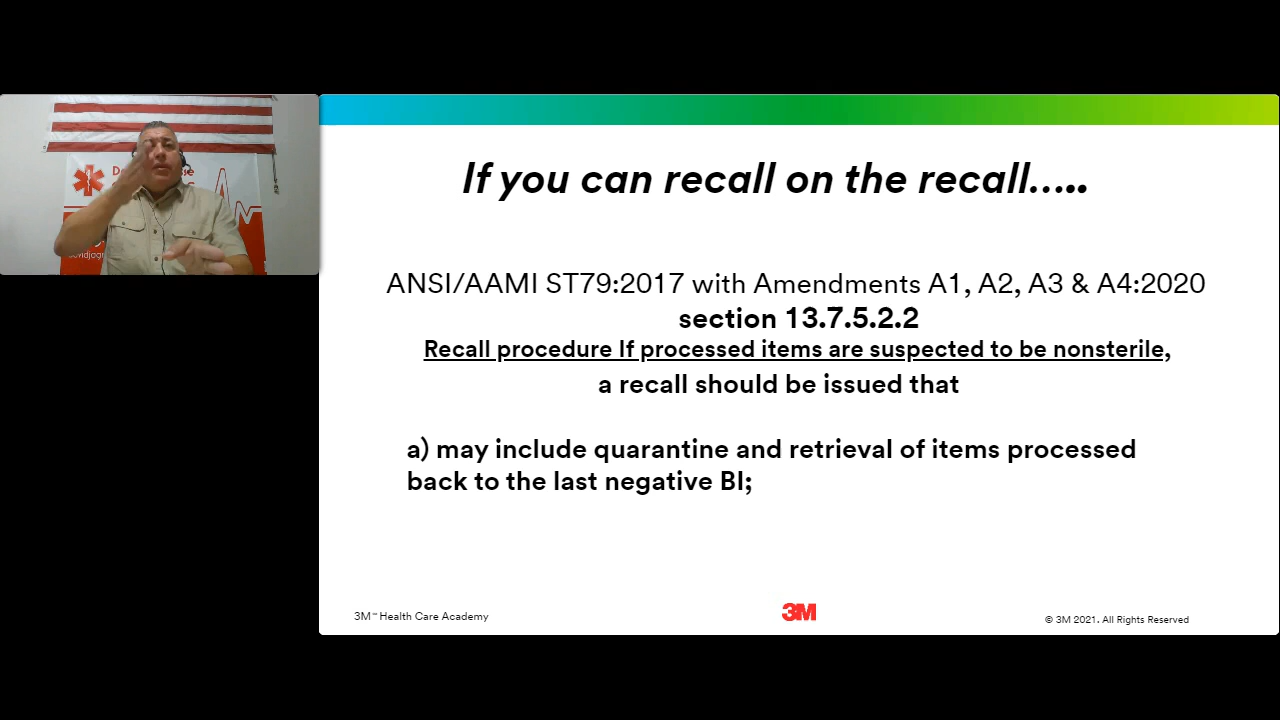 If you can recall on the recall…..
ANSI/AAMI ST79:2017 with Amendments A1, A2, A3 & A4:2020
section 13.7.5.2.2
Recall procedure If processed items are suspected to be nonsterile,
a recall should be issued that
a) may include quarantine and retrieval of items processed
back to the last negative BI;
3M™ Health Care Academy
3M
© 3M 2021. All Rights Reserved